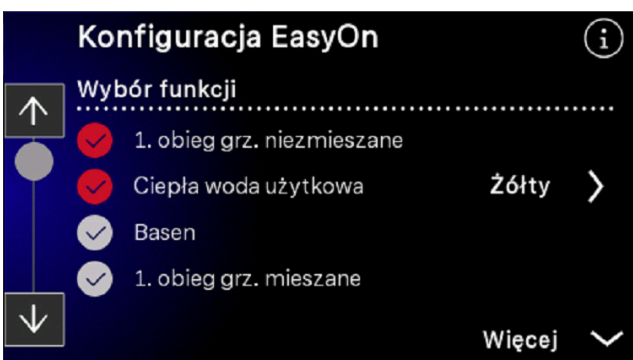 Konfiguracja EasyOn
Wybór funkcji
1. obieg grz. niezmieszane
Ciepła woda użytkowa Żółty
Basen
1. obieg grz. mieszane
Więcej